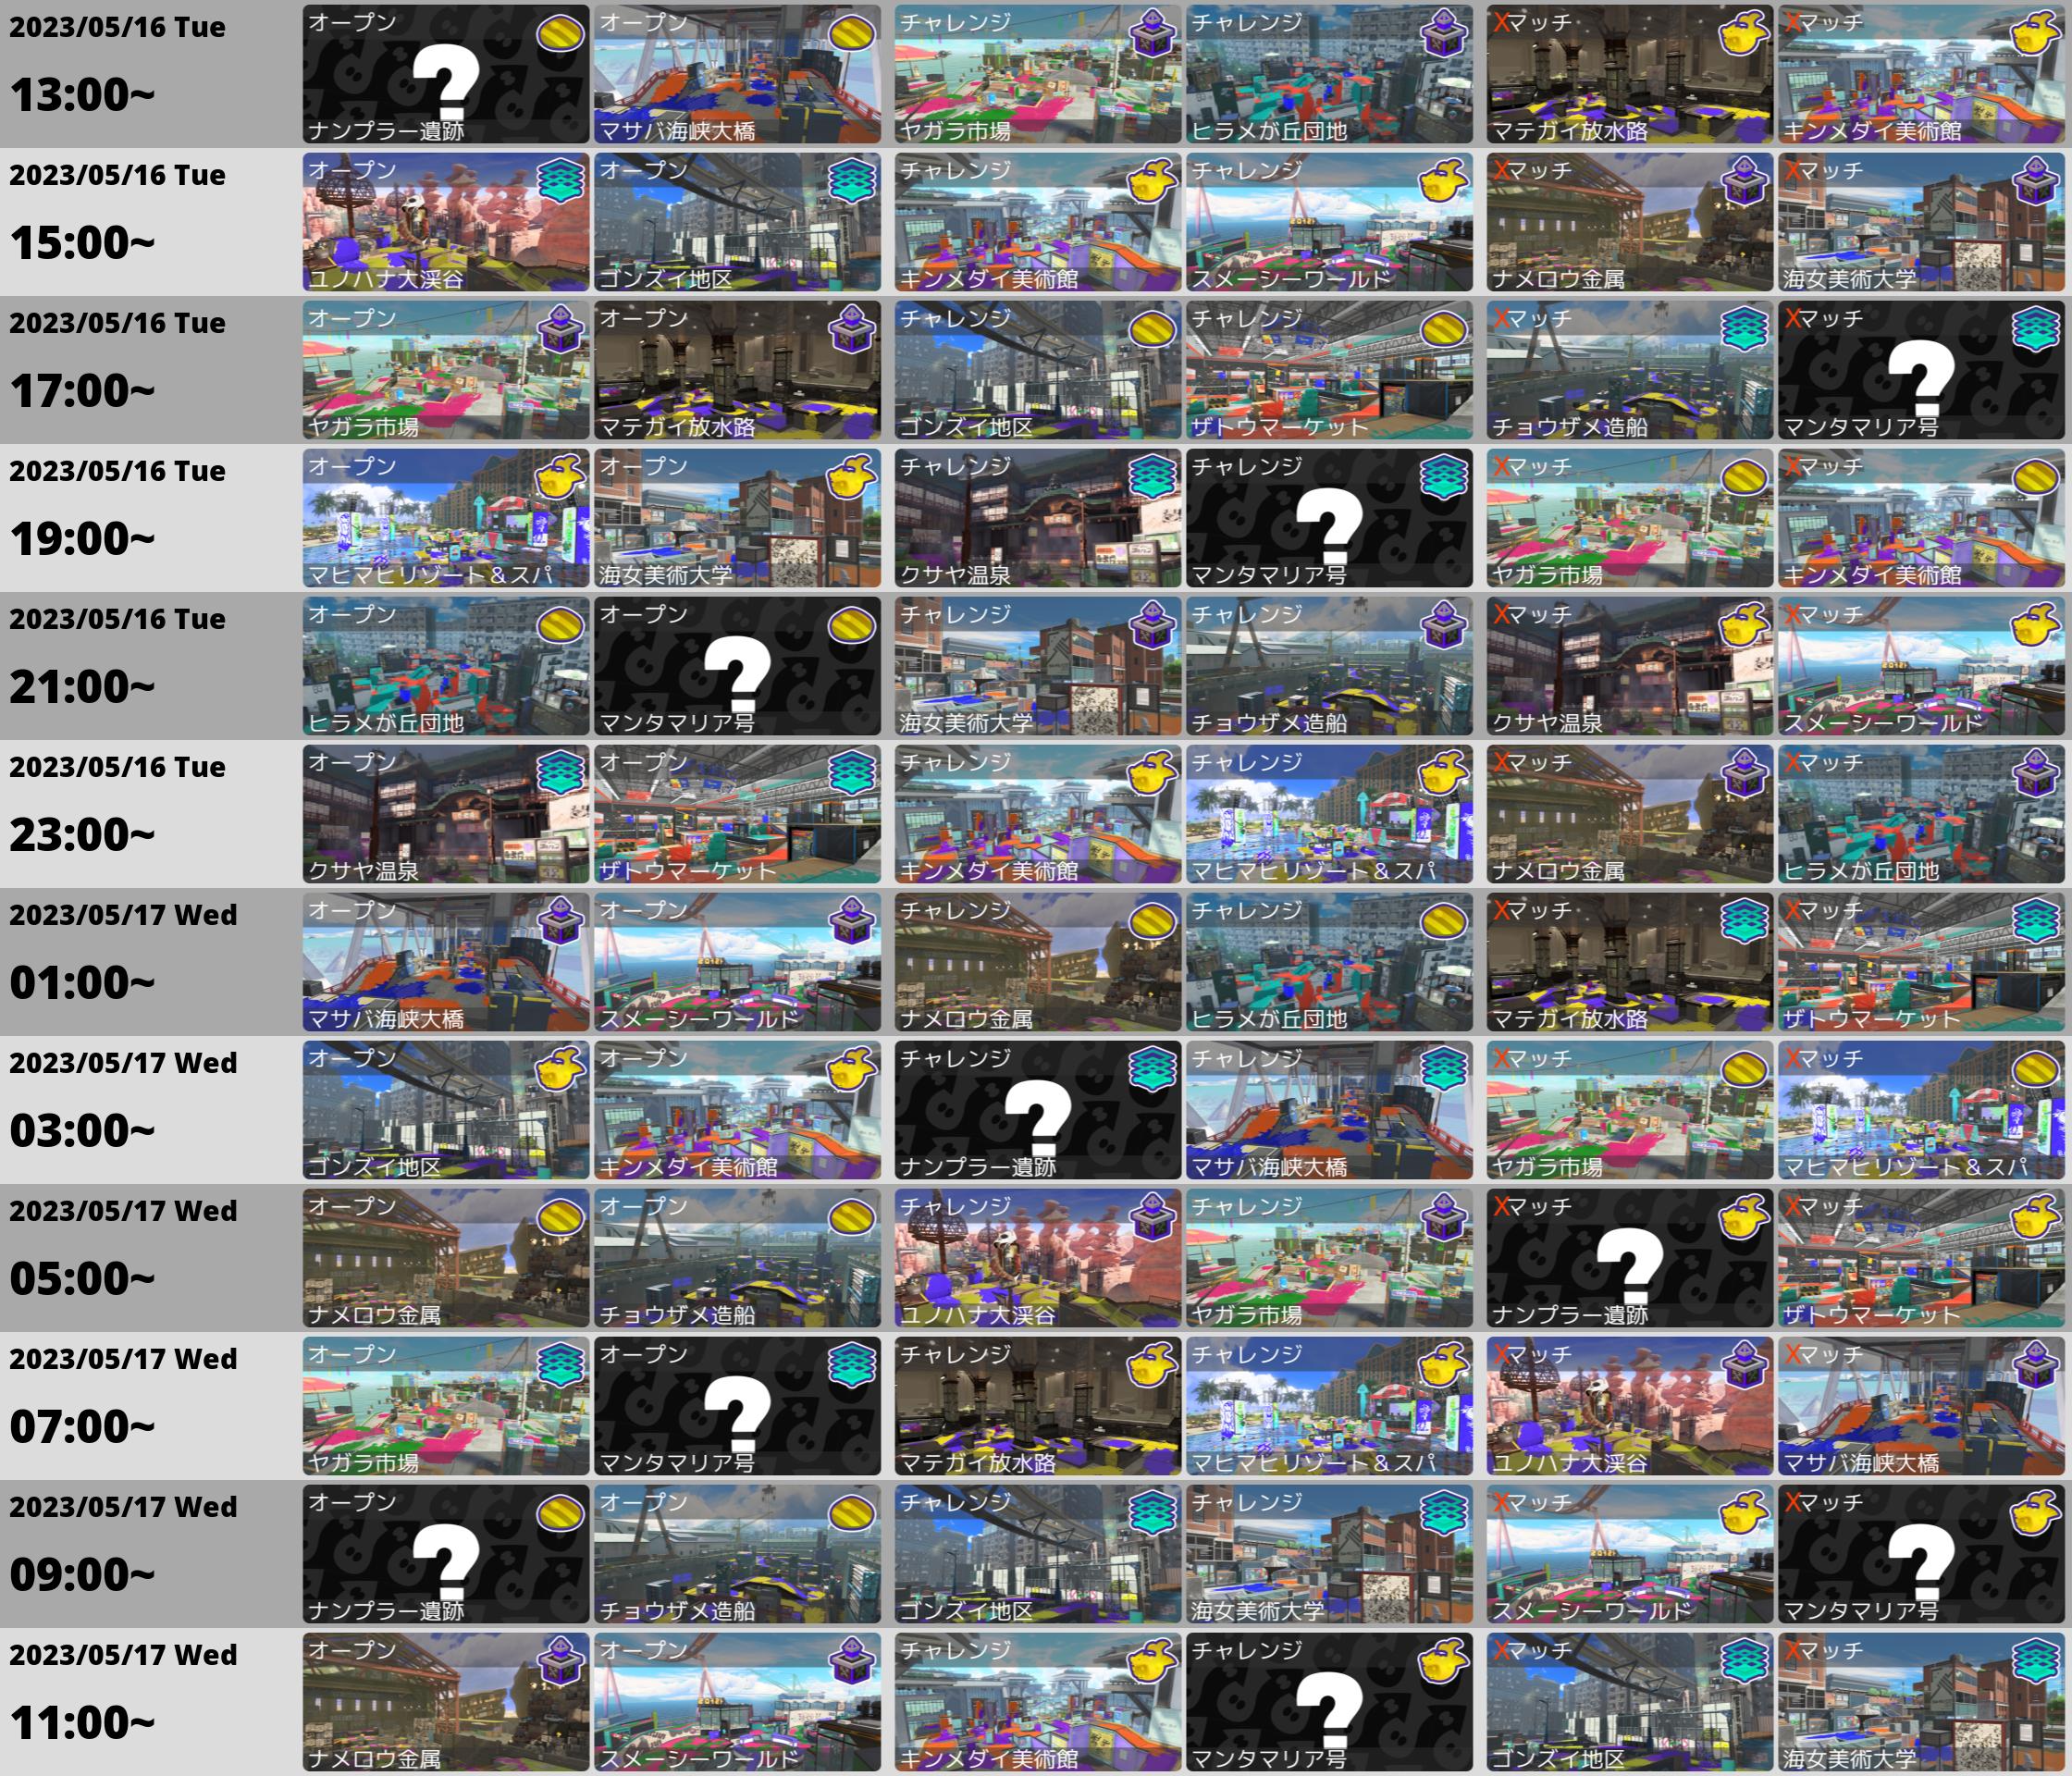 2023/05/16 Tue
13:00~
オープン
ナンプラー遺跡
オープン
マサバ海峡大橋
チャレンジ
ヤガラ市場
チャレンジ
ヒラメが丘団地
Xマッチ
マテガイ放水路
Xマッチ
キンメダイ美術館
2023/05/16 Tue
15:00~
オープン
ユノハナ大渓谷
オープン
ゴンズイ地区
チャレンジ
キンメダイ美術館
チャレンジ
スメーシーワールド
Xマッチ
ナメロウ金属
Xマッチ
海女美術大学
2023/05/16 Tue
17:00~
オープン
ヤガラ市場
オープン
マテガイ放水路
チャレンジ
ゴンズイ地区
チャレンジ
ザトウマーケット
Xマッチ
チョウザメ造船
Xマッチ
マンタマリア号
2023/05/16 Tue
19:00~
オープン
マヒマヒリゾート＆スパ
オープン
海女美術大学
チャレンジ
クサヤ温泉
チャレンジ
マンタマリア号
Xマッチ
ヤガラ市場
Xマッチ
キンメダイ美術館
2023/05/16 Tue
21:00~
オープン
ヒラメが丘団地
オープン
マンタマリア号
チャレンジ
海女美術大学
チャレンジ
チョウザメ造船
Xマッチ
クサヤ温泉
Xマッチ
スメーシーワールド
2023/05/16 Tue
23:00~
オープン
クサヤ温泉
オープン
ザトウマーケット
チャレンジ
キンメダイ美術館
チャレンジ
マヒマヒリゾート＆スパ
Xマッチ
ナメロウ金属
Xマッチ
ヒラメが丘団地
2023/05/17 Wed
01:00~
オープン
マサバ海峡大橋
オープン
スメーシーワールド
チャレンジ
ナメロウ金属
チャレンジ
ヒラメが丘団地
Xマッチ
マテガイ放水路
Xマッチ
ザトウマーケット
2023/05/17 Wed
03:00~
オープン
ゴンズイ地区
オープン
キンメダイ美術館
チャレンジ
ナンプラー遺跡
チャレンジ
マサバ海峡大橋
Xマッチ
ヤガラ市場
Xマッチ
マヒマヒリゾート＆スパ
2023/05/17 Wed
05:00~
オープン
ナメロウ金属
オープン
チョウザメ造船
チャレンジ
ユノハナ大渓谷
チャレンジ
ヤガラ市場
Xマッチ
ナンプラー遺跡
Xマッチ
ザトウマーケット
2023/05/17 Wed
07:00~
オープン
ヤガラ市場
オープン
マンタマリア号
チャレンジ
マテガイ放水路
チャレンジ
マヒマヒリゾート＆スパ
Xマッチ
ユノハナ大渓谷
Xマッチ
マサバ海峡大橋
2023/05/17 Wed
09:00~
オープン
ナンプラー遺跡
オープン
チョウザメ造船
チャレンジ
ゴンズイ地区
チャレンジ
海女美術大学
Xマッチ
スメーシーワールド
Xマッチ
マンタマリア号
2023/05/17 Wed
11:00~
オープン
ナメロウ金属
オープン
スメーシーワールド
チャレンジ
キンメダイ美術館
チャレンジ
マンタマリア号
Xマッチ
ゴンズイ地区
Xマッチ
海女美術大学